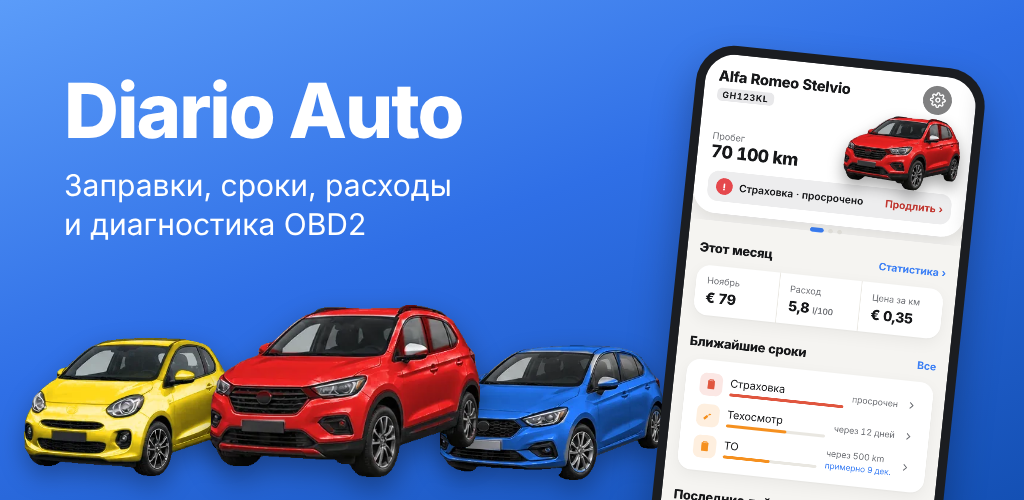 Diario Auto
Заправки, сроки, расходы
и диагностика OBD2
Alfa Romeo Stelvio
GH123KL
Пробег
70 100 km
! Страховка · просрочено Продлить ›
Этот месяц Статистика ›
Ноябрь Расход Цена за км
€ 79 5,8 l/100 € 0,35
Ближайшие сроки Все
Страховка просрочен
Техосмотр через 12 дней
ТО через 500 km
примерно 9 дек.